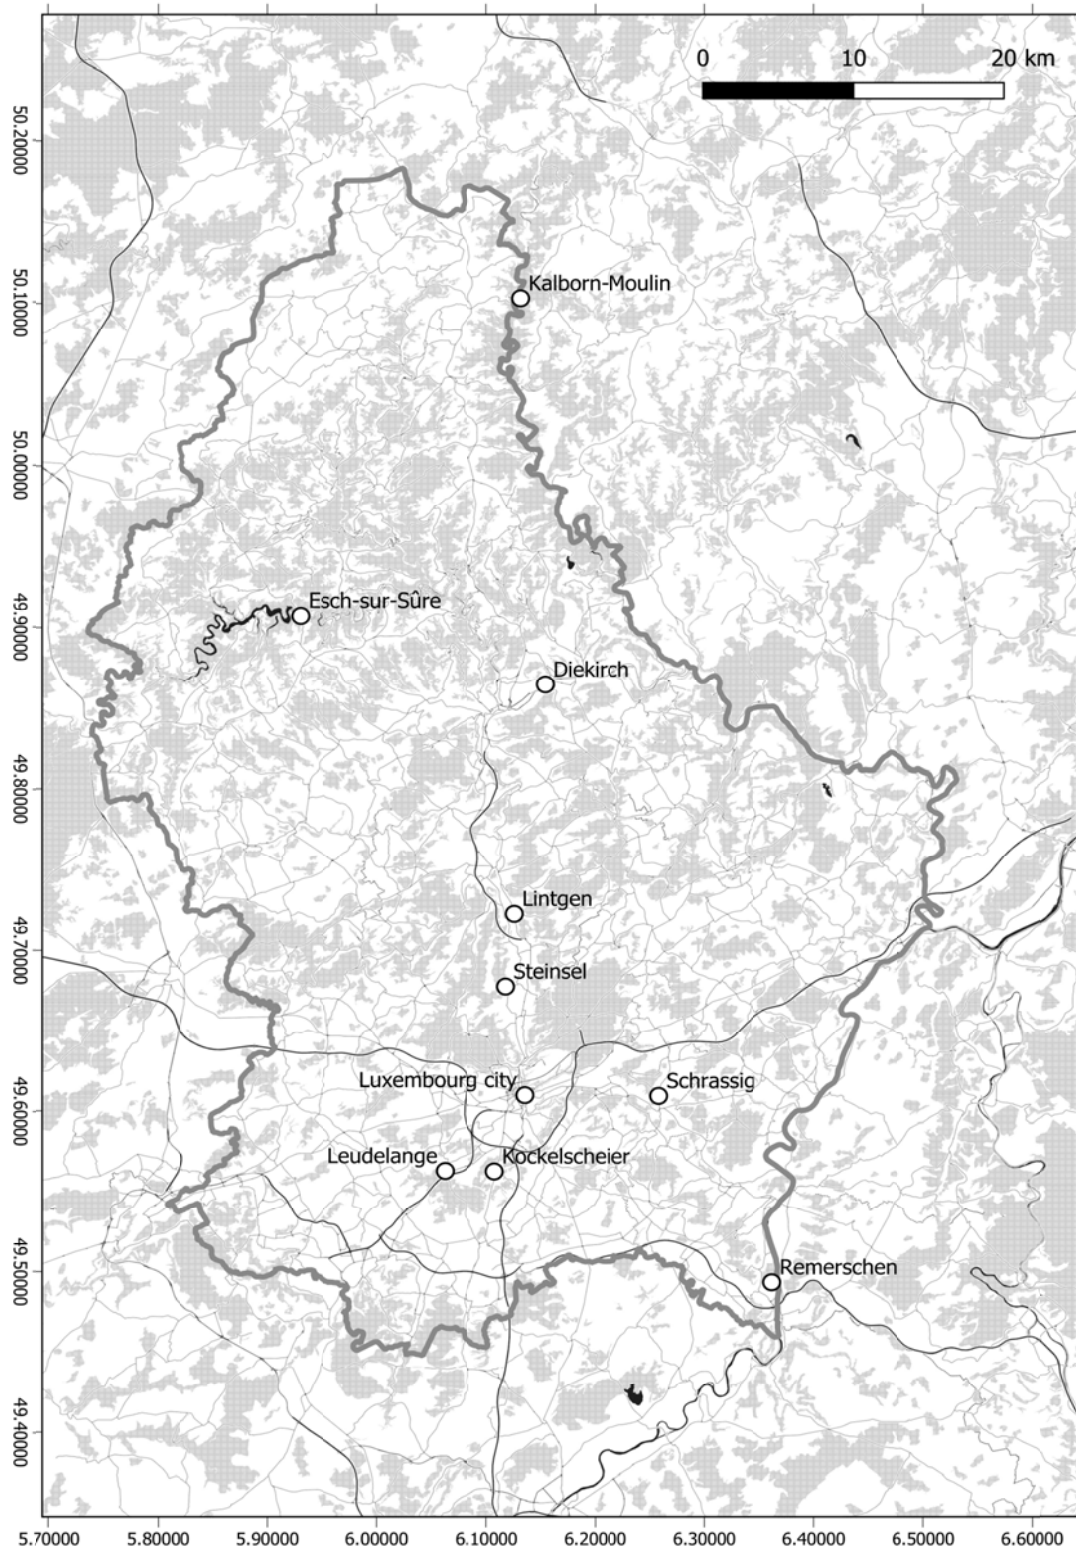 0 10 20 km
50.20000
Kalborn-Moulin
50.10000
50.00000
Esch-sur-Sûre
49.90000
Diekirch
49.80000
Lintgen
49.70000
Steinsel
Luxembourg city
Schrassig
49.60000
Leudelange
Kockelscheier
49.50000
Remerschen
49.40000
5.70000 5.80000 5.90000 6.00000 6.10000 6.20000 6.30000 6.40000 6.50000 6.60000